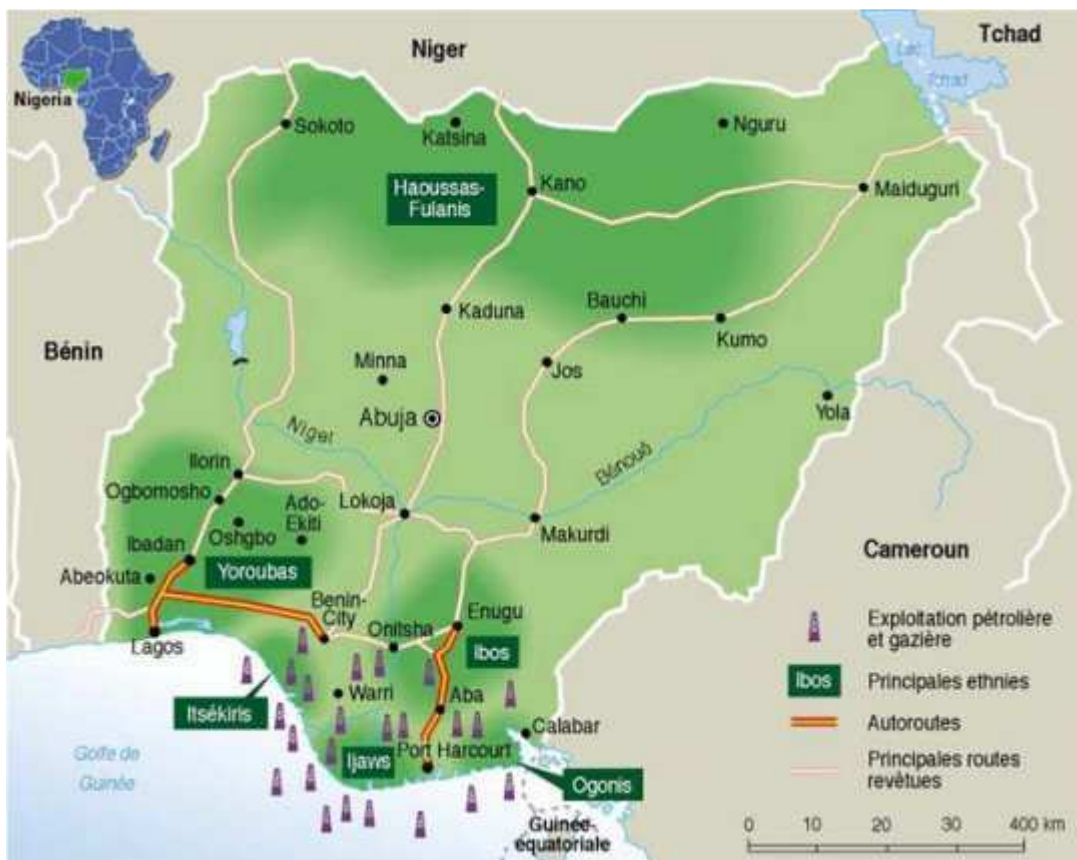 Niger
Tchad
Lac
Tchad
Nigeria
Sokoto
Katsina
Nguru
Haoussas-
Fulanis
Kano
Maiduguri
Kaduna
Bauchi
Kumo
Bénin
Minna
Jos
Abuja
Yola
Niger
Bénoué
Ilorin
Ogbomosho
Ado-
Ekiti
Lokoja
Oshgbo
Makurdi
Ibadan
Yoroubas
Cameroun
Abeokuta
Benin-
City
Enugu
Onitsha
Lagos
Ibos
Exploitation pétrolière
et gazière
Ibos
Principales ethnies
Itsékiris
Warri
Aba
Calabar
Autoroutes
Golfe de
Guinée
Ijaws
Port Harcourt
Ogonis
Principales routes
revêtues
Guinée-
équatoriale
0 10 20 30 400 km